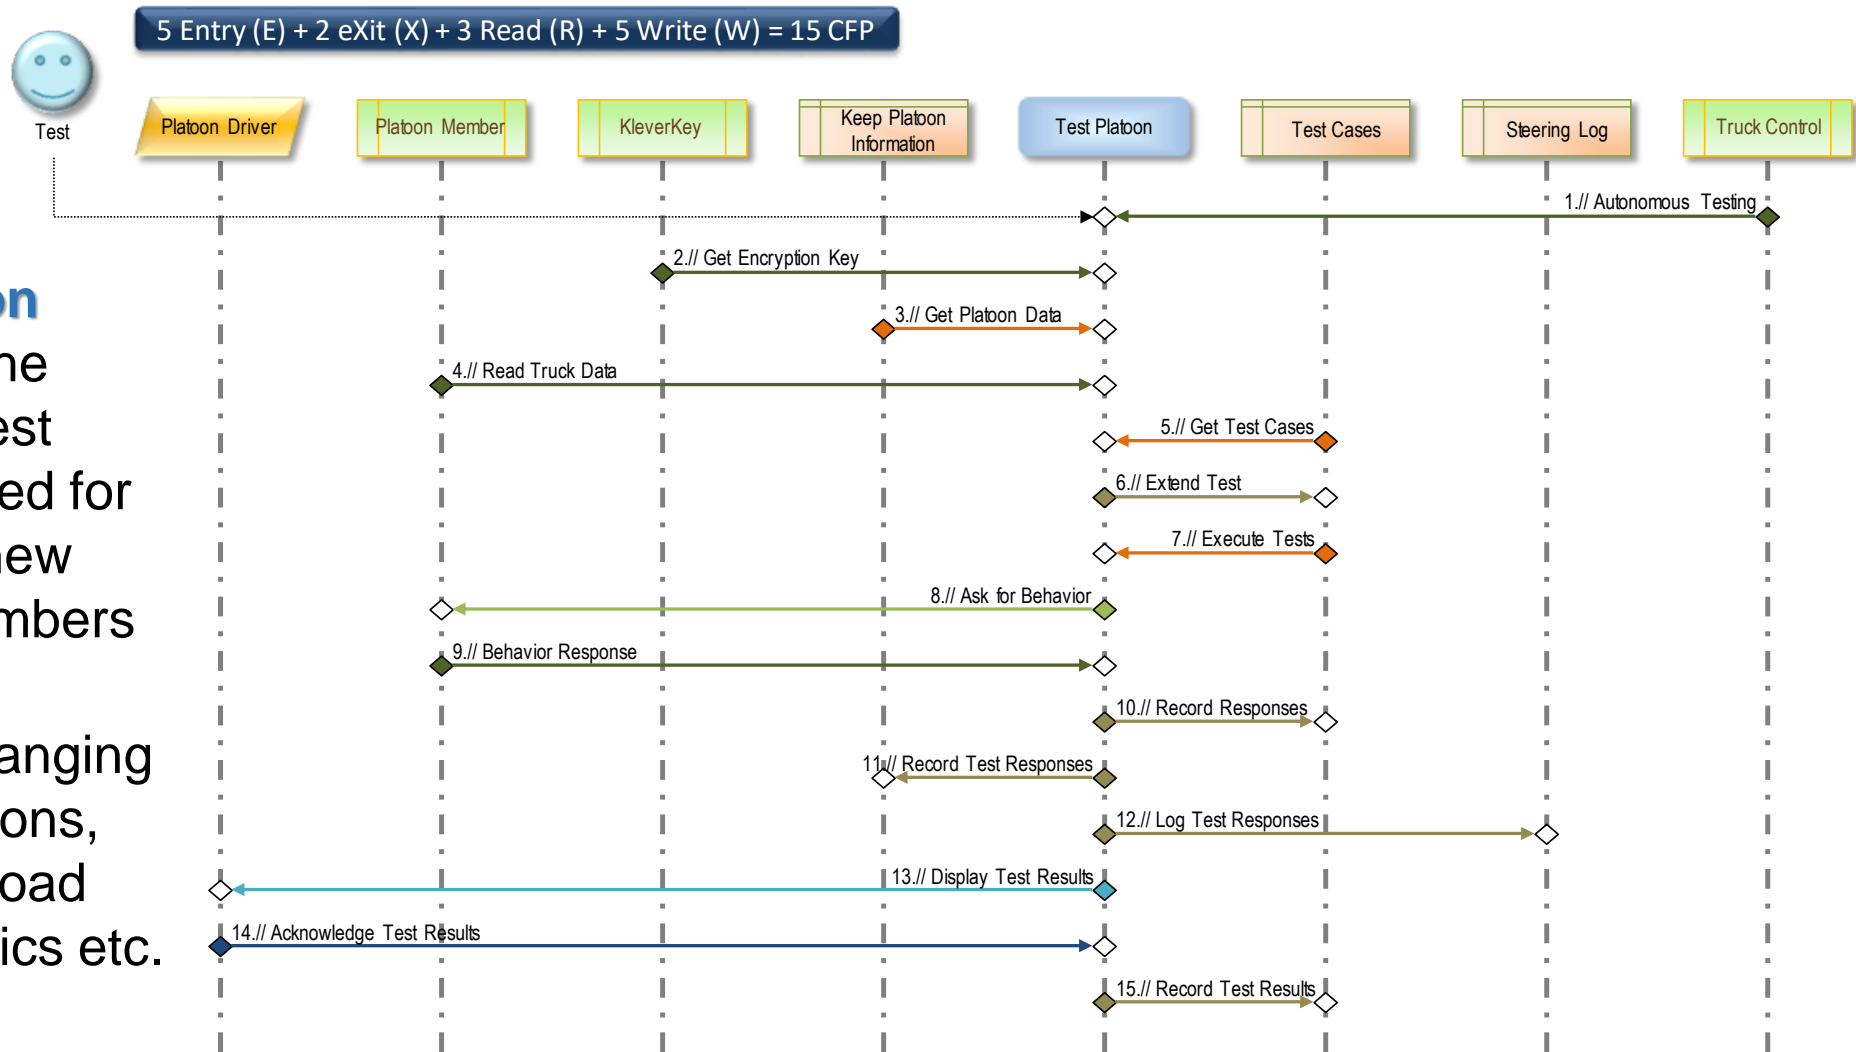 5 Entry (E) + 2 eXit (X) + 3 Read (R) + 5 Write (W) = 15 CFP
Test
Platoon Driver
Platoon Member
KleverKey
Keep Platoon
Information
Test Platoon
Test Cases
Steering Log
Truck Control
1.// Autonomous Testing
2.// Get Encryption Key
3.// Get Platoon Data
4.// Read Truck Data
5.// Get Test Cases
6.// Extend Test
7.// Execute Tests
8.// Ask for Behavior
9.// Behavior Response
10.// Record Responses
11.// Record Test Responses
12.// Log Test Responses
13.// Display Test Results
14.// Acknowledge Test Results
15.// Record Test Results
on
ne
est
ed for
new
mbers
anging
ons,
oad
ics etc.